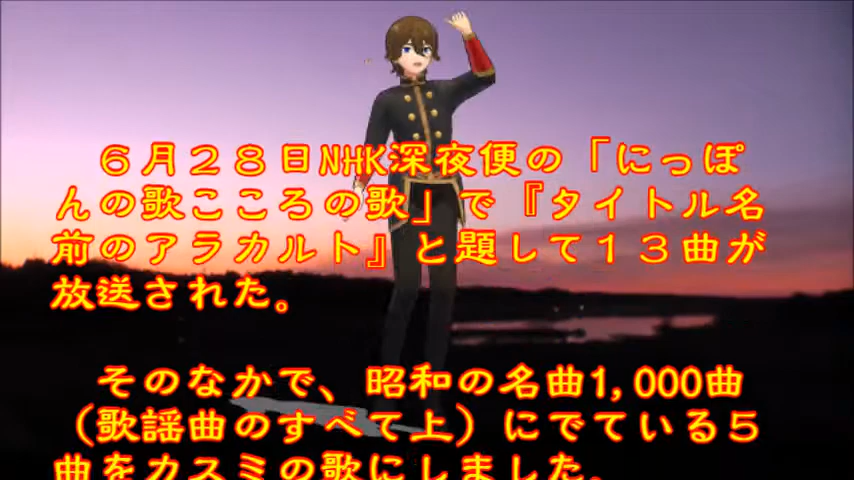 ６月２８日NHK深夜便の「にっぽ
んの歌こころの歌」で『タイトル名
前のアラカルト』と題して１３曲が
放送された。
そのなかで、昭和の名曲1,000曲
（歌謡曲のすべて上）にでている５
曲をカスミの歌にしました。